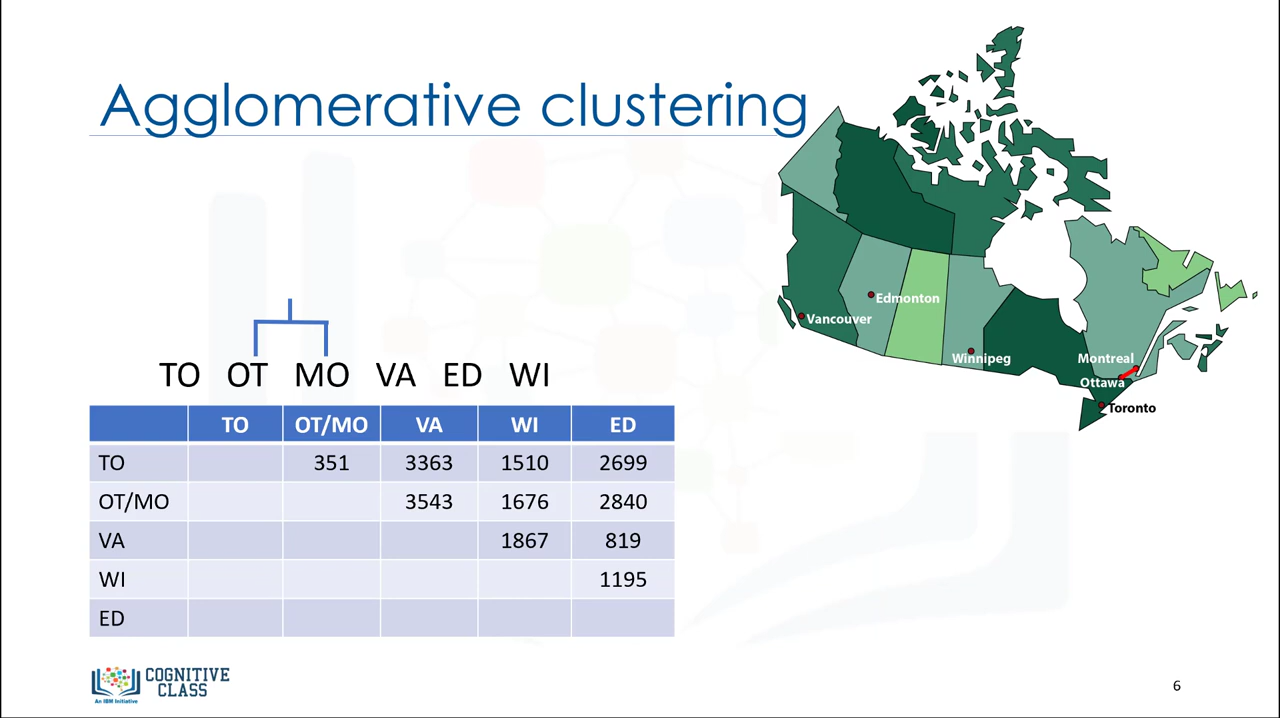 Agglomerative clustering
Edmonton
Vancouver
Winnipeg
Montreal
Ottawa
Toronto
TO OT MO VA ED WI
TO OT/MO VA WI ED
TO 351 3363 1510 2699
OT/MO 3543 1676 2840
VA 1867 819
WI 1195
ED
COGNITIVE
CLASS
An IBM Initiative
6